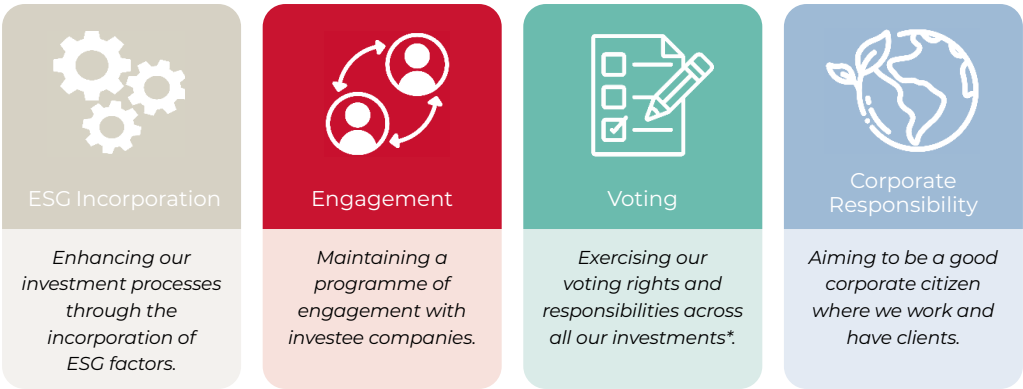 ESG Incorporation
Enhancing our
investment processes
through the
incorporation of
ESG factors.
Engagement
Maintaining a
programme of
engagement with
investee companies.
Voting
Exercising our
voting rights and
responsibilities across
all our investments*.
Corporate
Responsibility
Aiming to be a good
corporate citizen
where we work and
have clients.